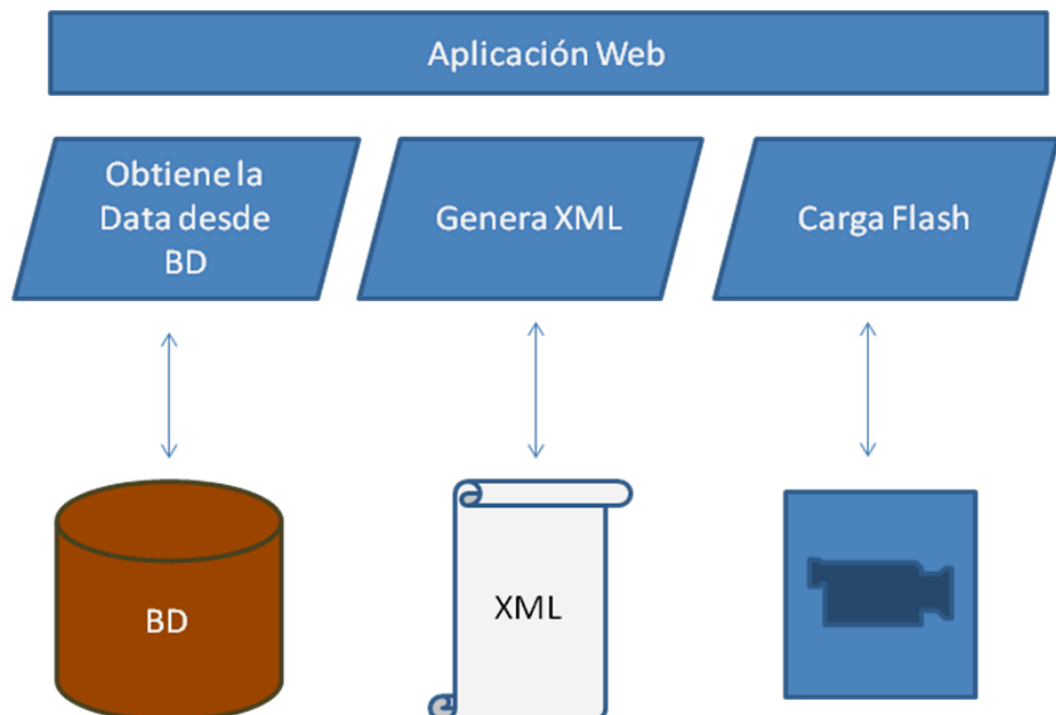 Aplicación Web
Obtiene la
Data desde
BD
Genera XML
Carga Flash
BD
XML